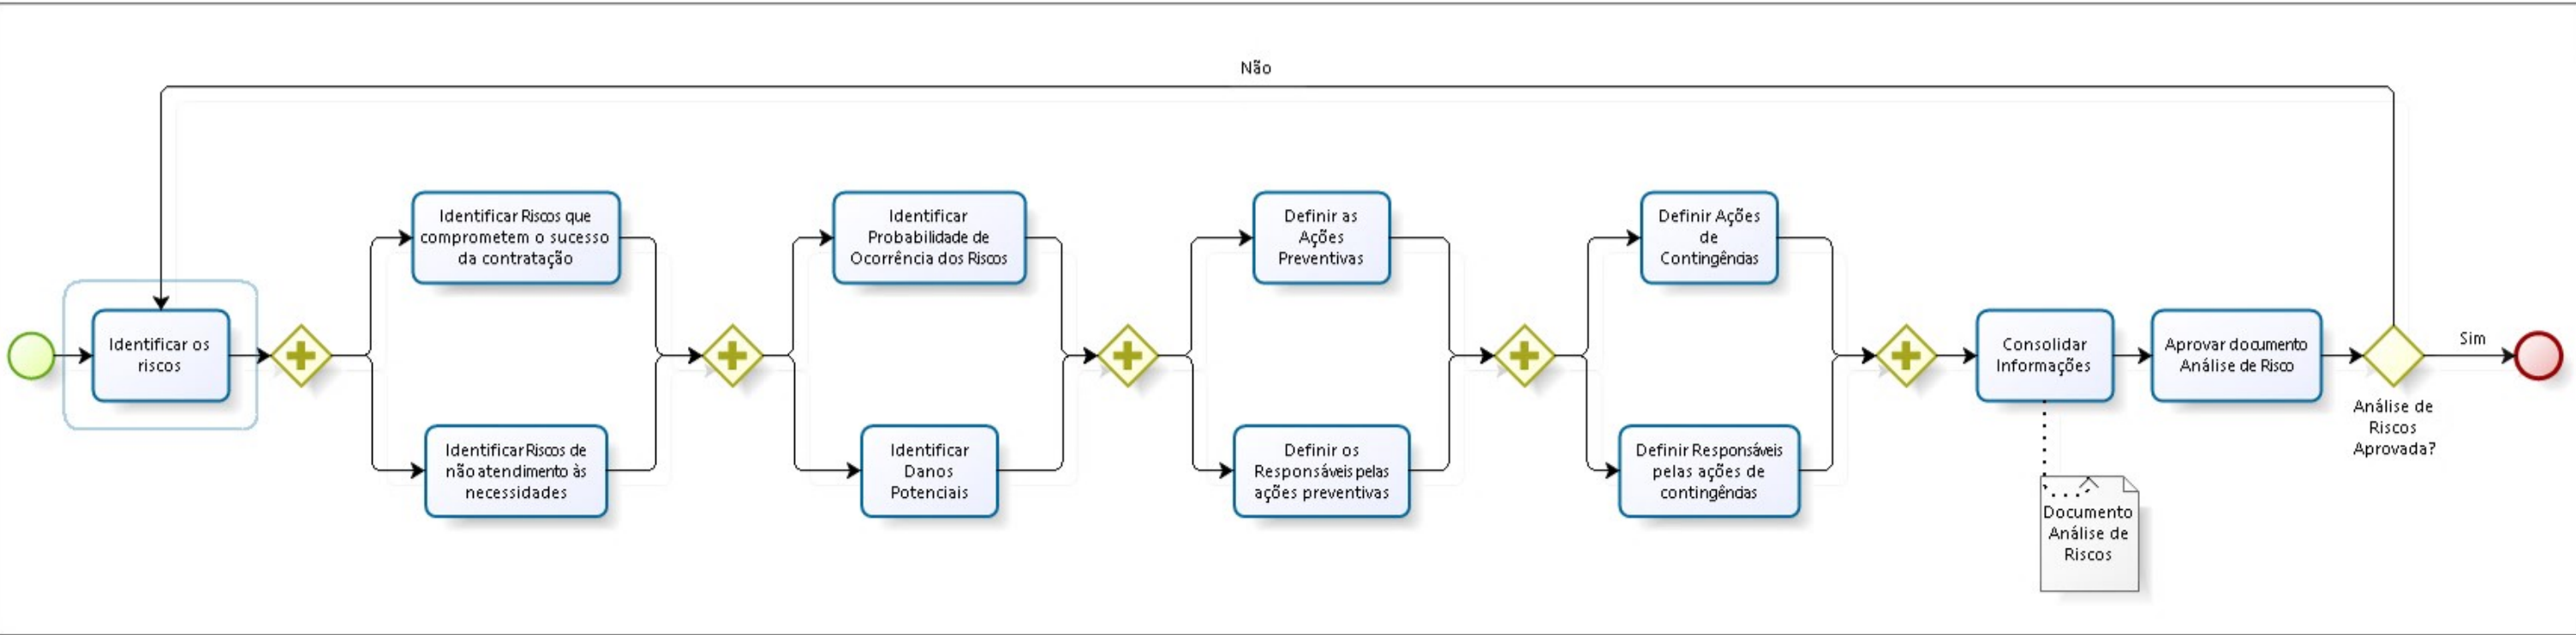 Não
Identificar os
riscos
Identificar Riscos que
comprometem o sucesso
da contratação
Identificar Riscos de
não atendimento às
necessidades
Identificar
Probabilidade de
Ocorrência dos Riscos
Identificar
Danos
Potenciais
Definir as
Ações
Preventivas
Definir os
Responsáveis pelas
ações preventivas
Definir Ações
de
Contingências
Definir Responsáveis
pelas ações de
contingências
Consolidar
Informações
Documento
Análise de
Riscos
Aprovar documento
Análise de Risco
Análise de
Riscos
Aprovada?
Sim